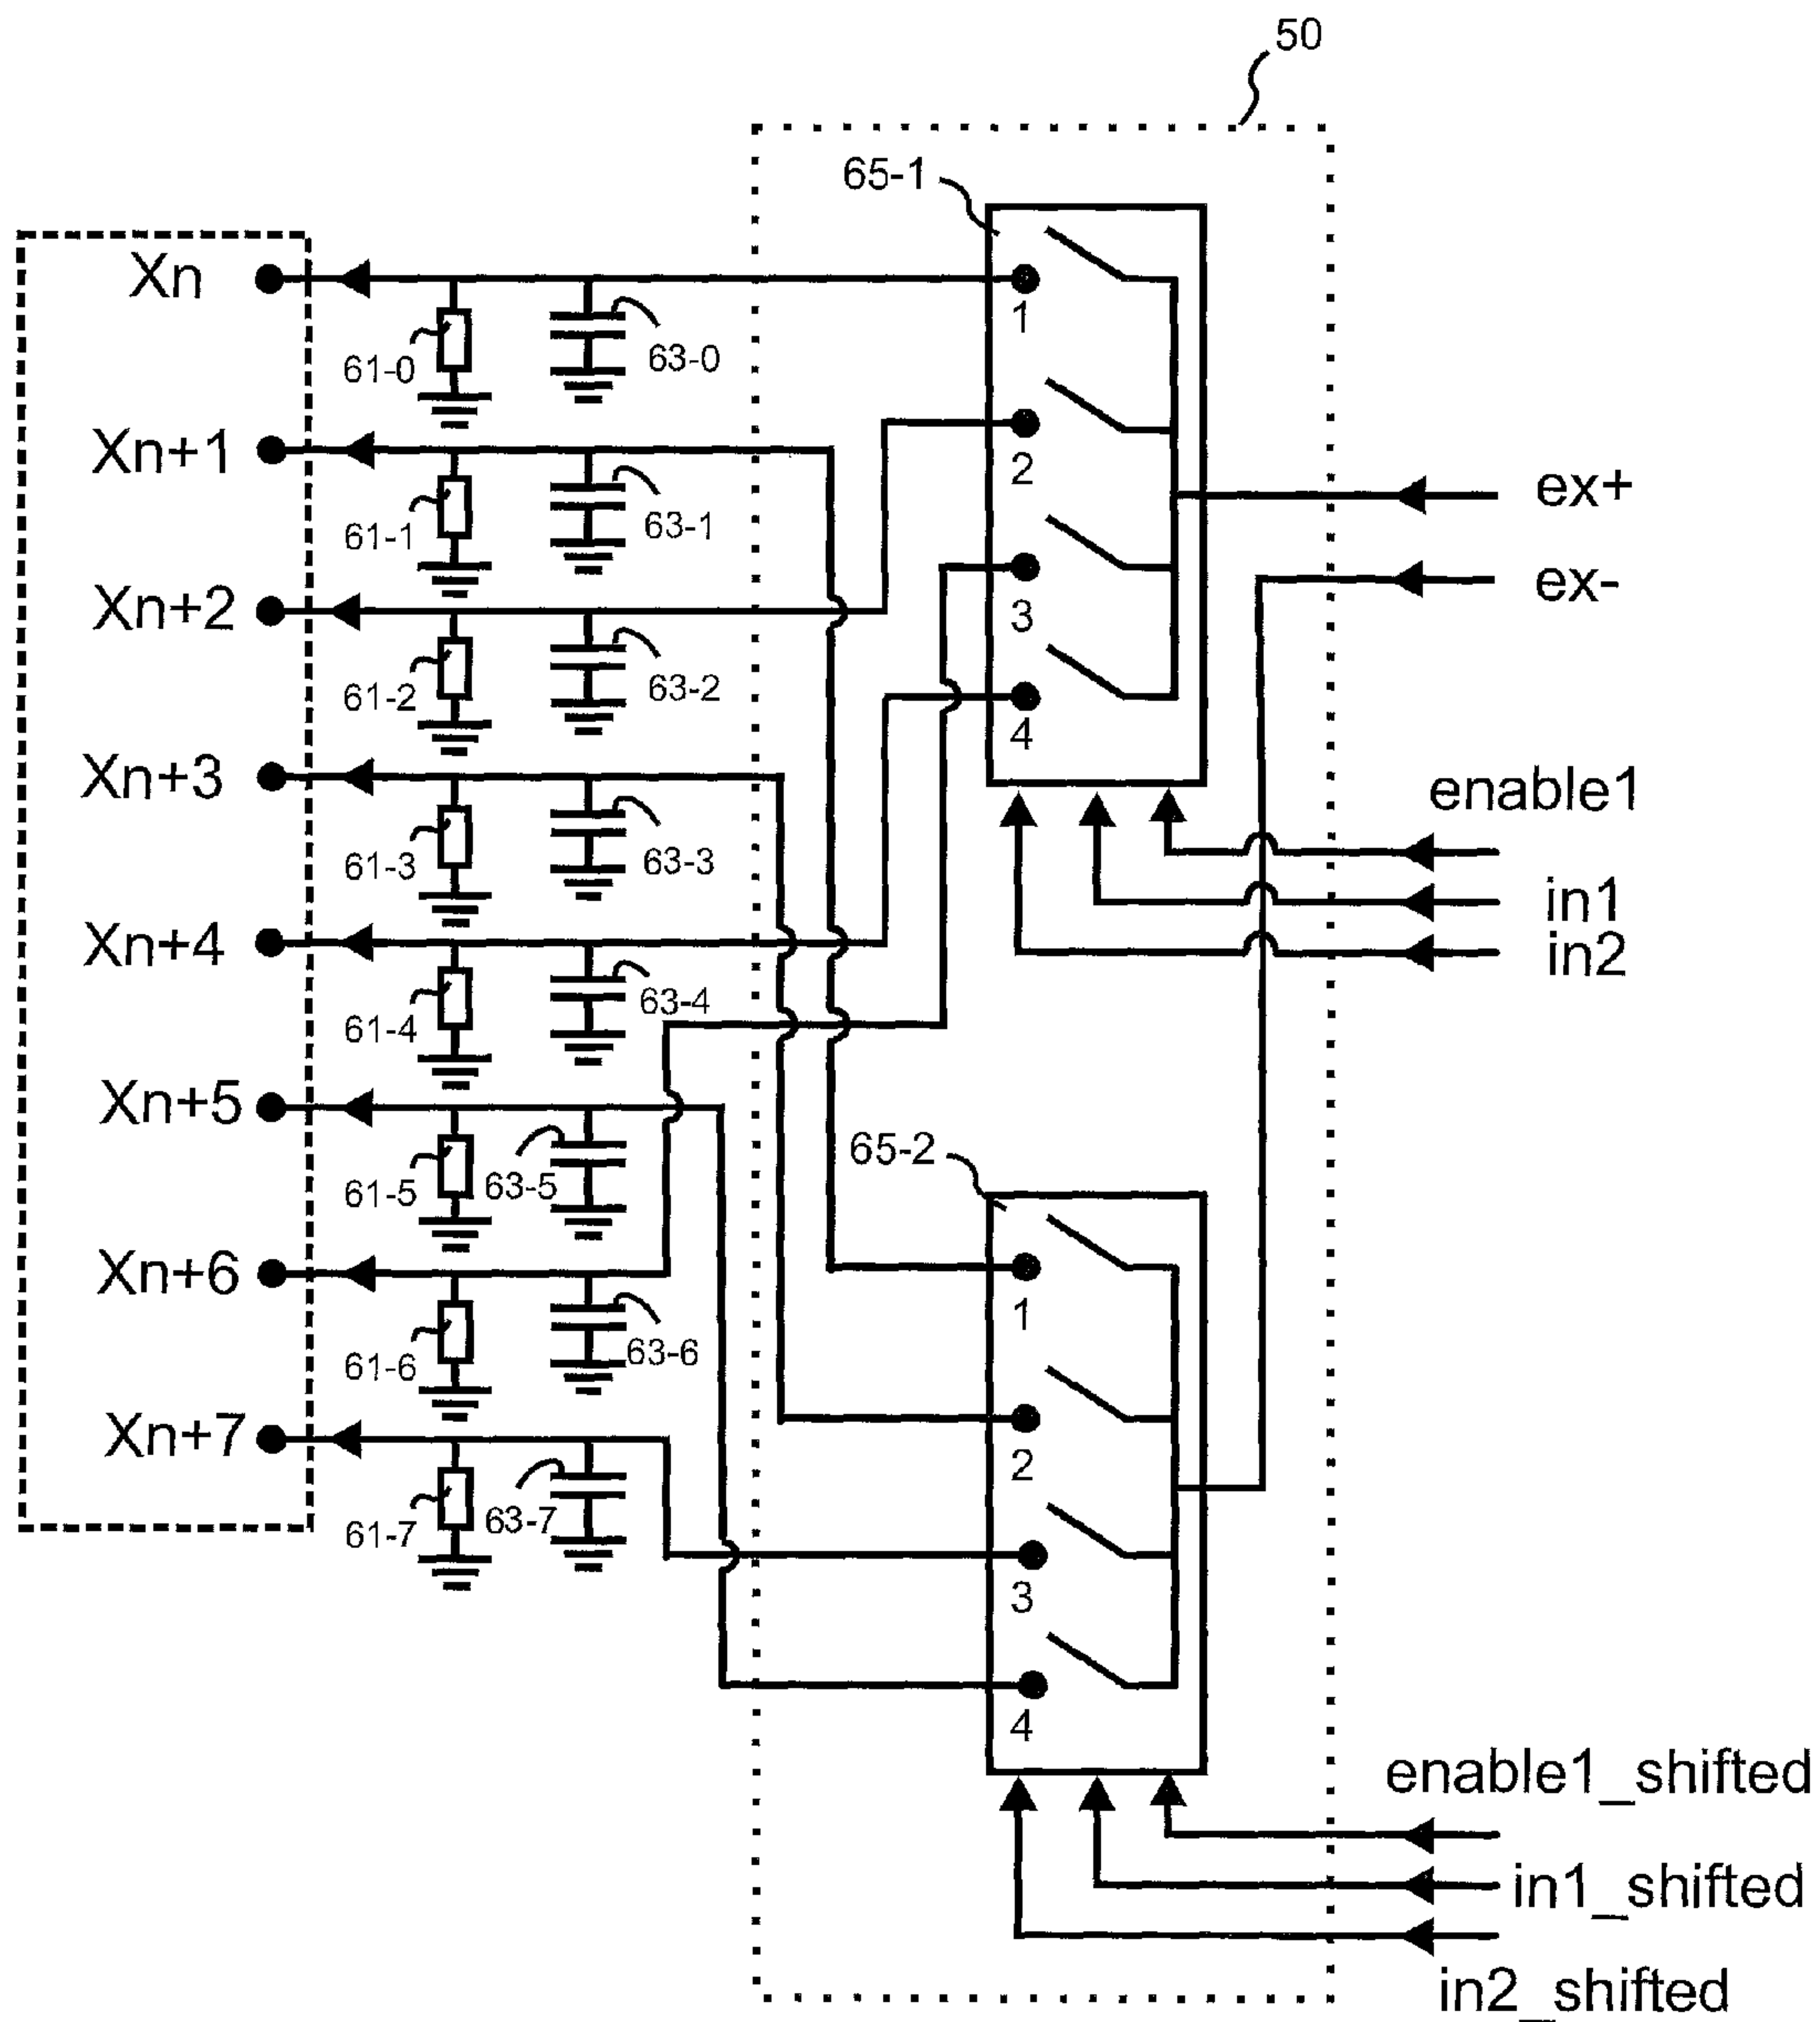 50
65-1
Xn
1
61-0
63-0
Xn+1
2
ex+
61-1
63-1
ex-
Xn+2
3
61-2
63-2
4
Xn+3
enable1
61-3
63-3
in1
Xn+4
in2
61-4
63-4
Xn+5
65-2
61-5
63-5
Xn+6
1
61-6
63-6
Xn+7
2
61-7
63-7
3
4
enable1_shifted
in1_shifted
in2_shifted